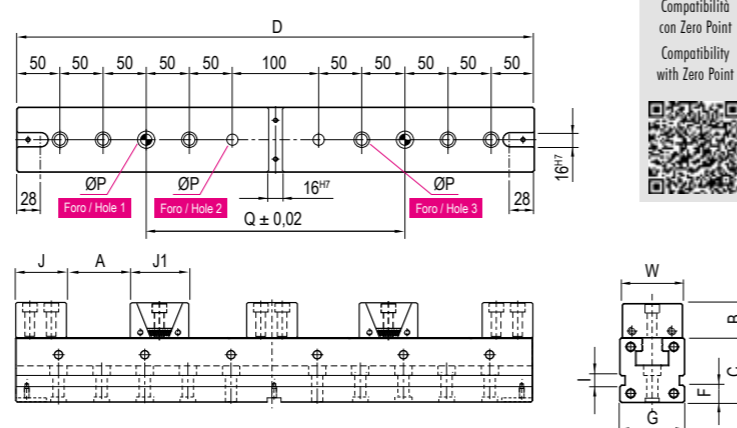 D
50 50 50 50 50 100 50 50 50 50 50
ØP ØP ØP
Foro / Hole 1 Foro / Hole 2 Foro / Hole 3
28 16H7 28 16H7
Q ± 0,02
J A J1
W
B
C
I
F
G
Compatibilità
con Zero Point
Compatibility
with Zero Point